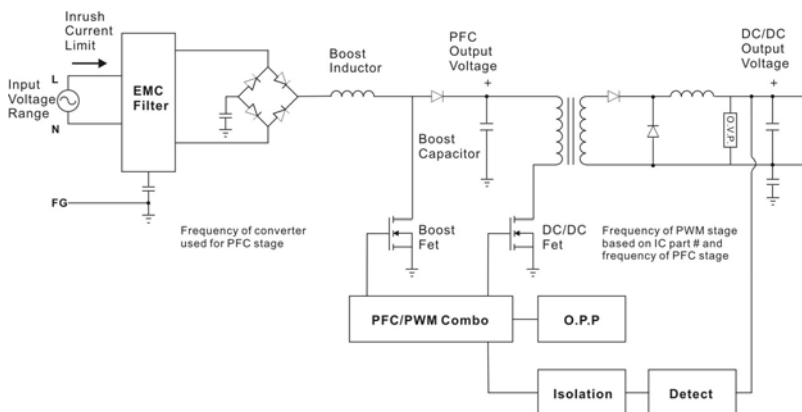 Inrush
Current
Limit
Input
Voltage
Range
L
N
EMC
Filter
FG
Boost
Inductor
PFC
Output
Voltage
+
Boost
Capacitor
DC/DC
Output
Voltage
+
O.V.P.
Frequency of converter
used for PFC stage
Boost
Fet
DC/DC
Fet
Frequency of PWM stage
based on IC part # and
frequency of PFC stage
PFC/PWM Combo
O.P.P
Isolation
Detect